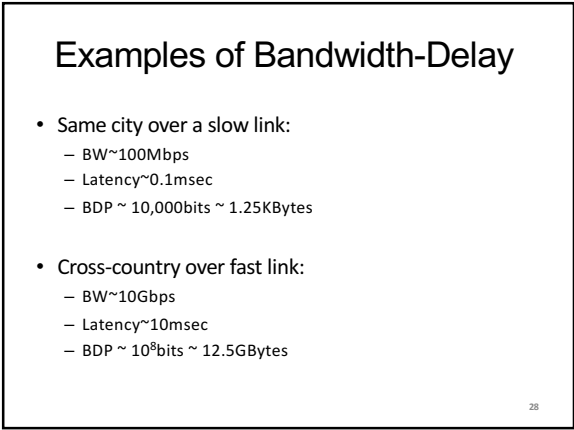 Examples of Bandwidth-Delay
• Same city over a slow link:
– BW~100Mbps
– Latency~0.1msec
– BDP ~ 10,000bits ~ 1.25KBytes
• Cross-country over fast link:
– BW~10Gbps
– Latency~10msec
– BDP ~ 10⁸bits ~ 12.5GBytes
28